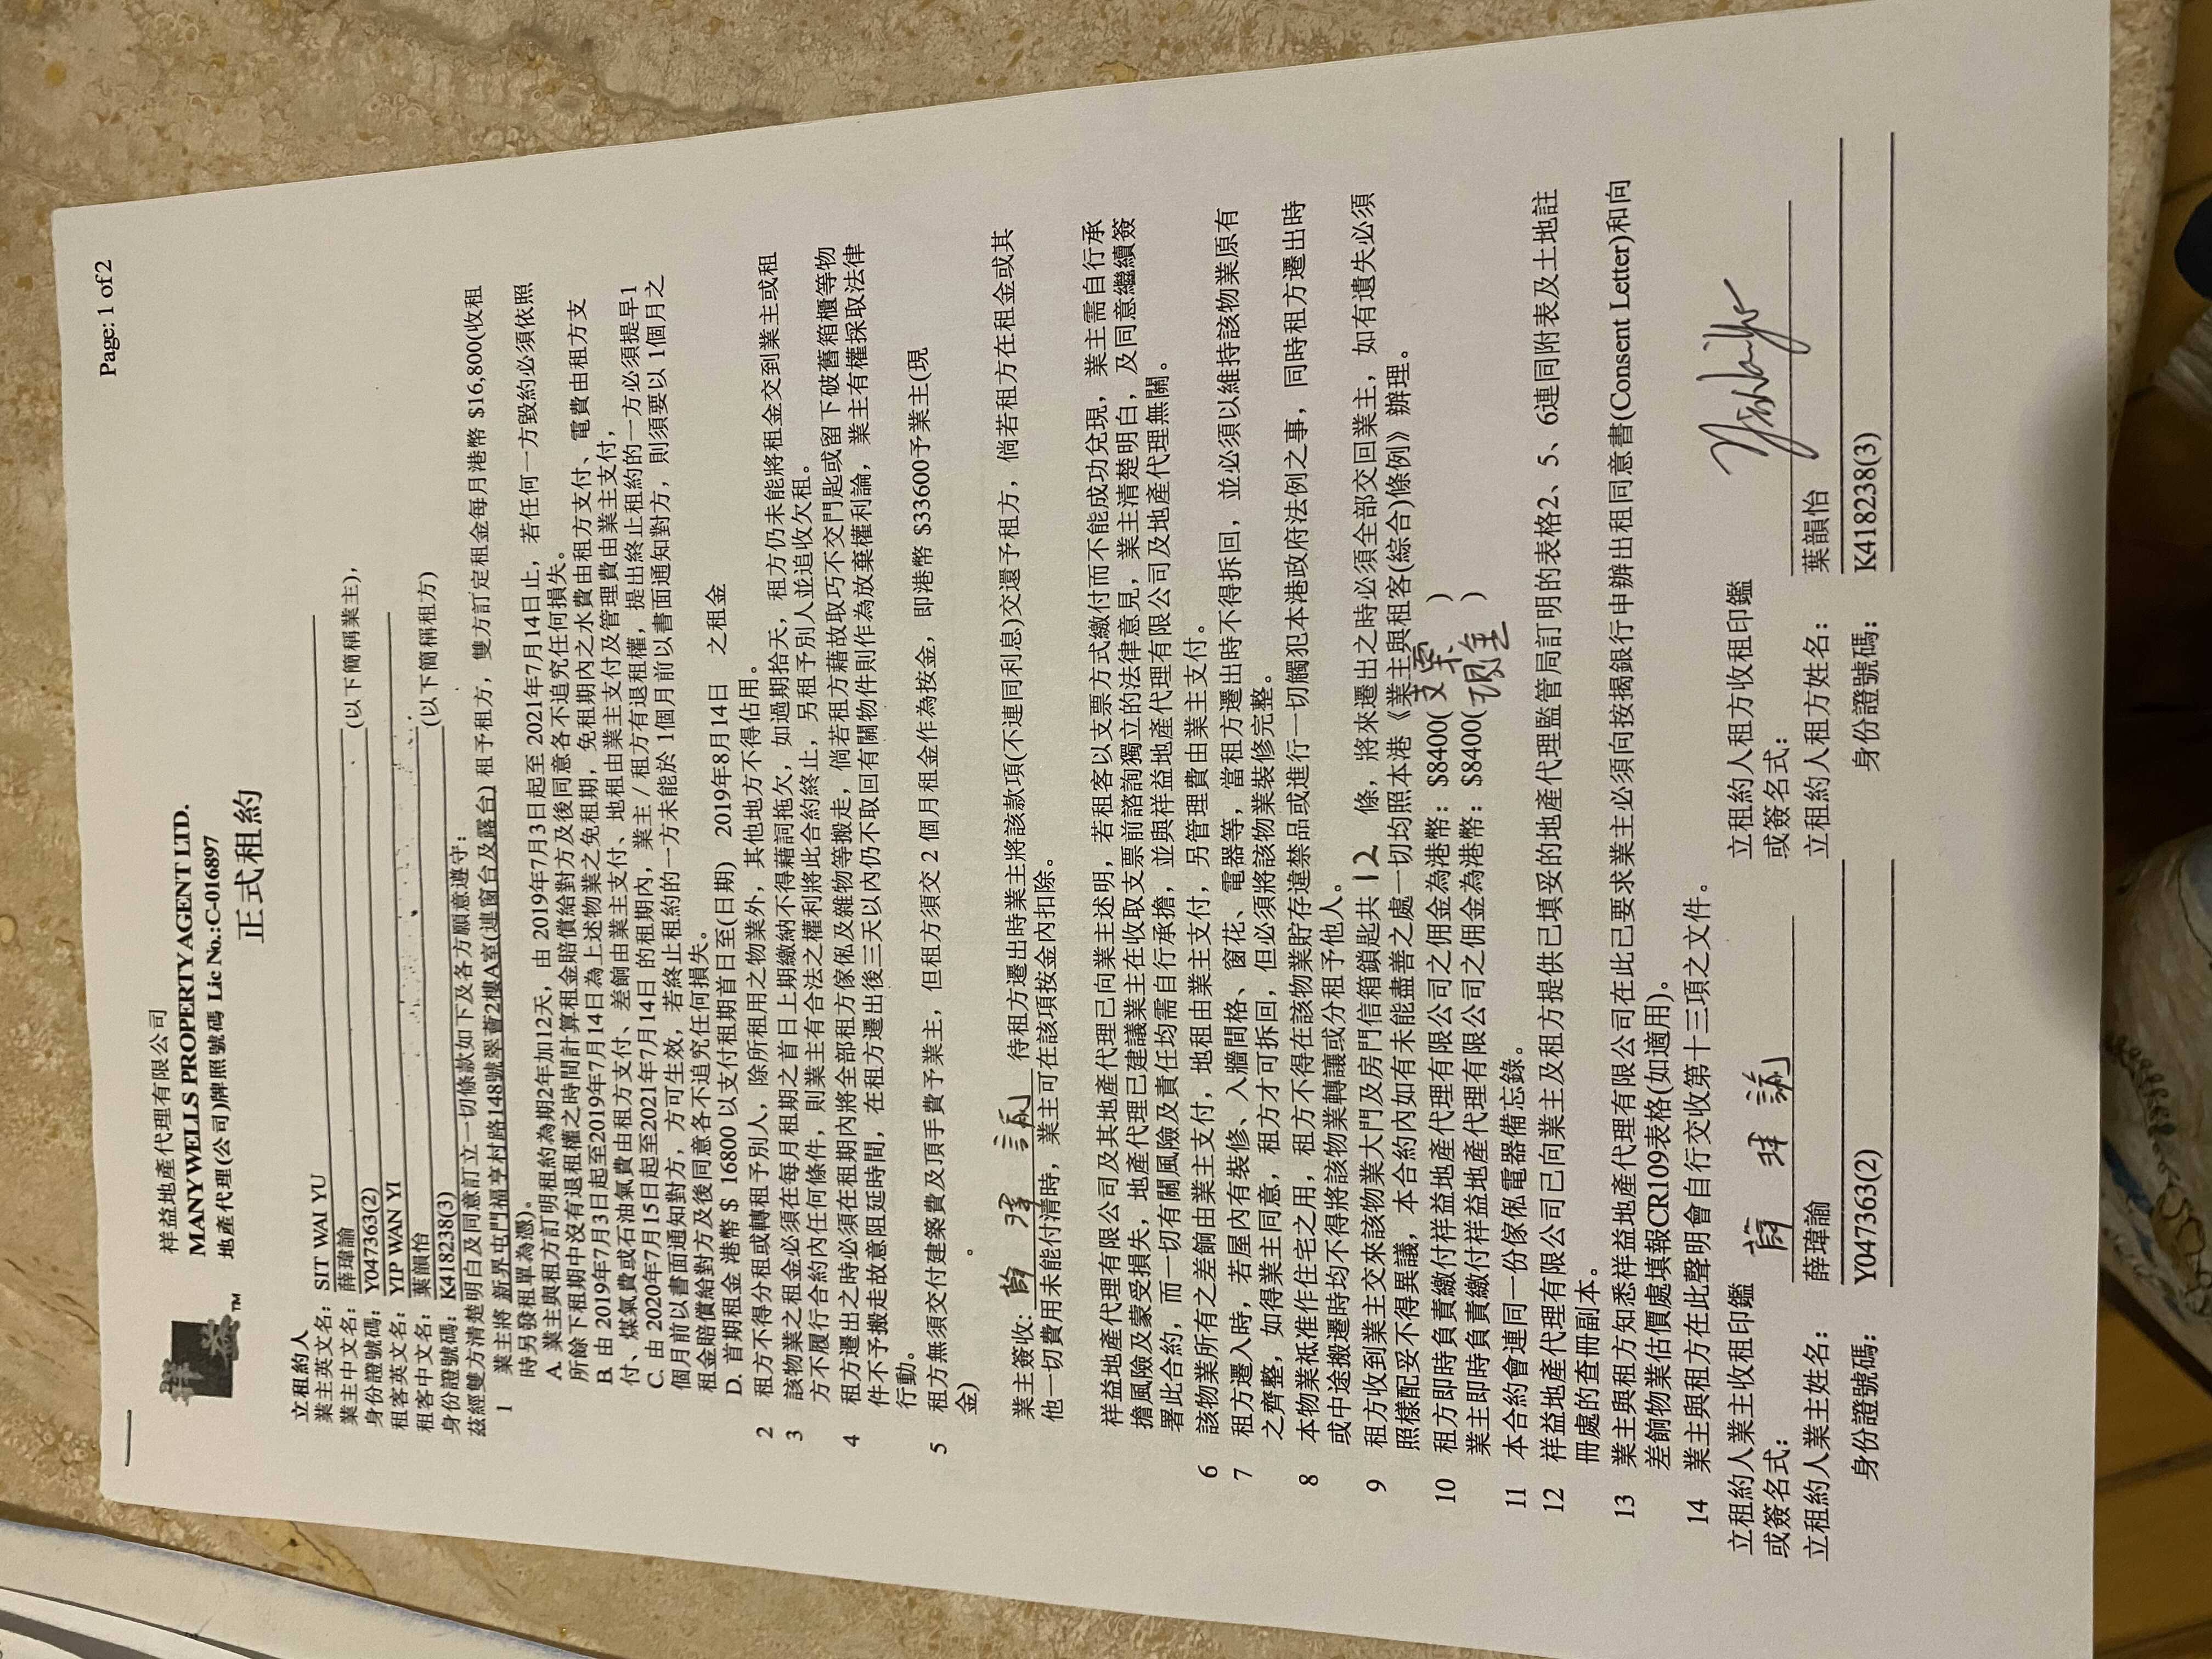 Page: 1 of 2
祥益地產代理有限公司
MANYWELLS PROPERTY AGENT LTD.
地產代理(公司)牌照號碼 Lic No.:C-016897
祥益™
正式租約
立租約人
業主英文名： SIT WAI YU
業主中文名： 薛瑋諭 (以下簡稱業主),
身份證號碼： Y047363(2)
租客英文名： YIP WAN YI
租客中文名： 葉韻怡 (以下簡稱租方)
身份證號碼： K418238(3)
茲經雙方清楚明白及同意訂立一切條款如下及各方願意遵守：
1 業主將 新界屯門福亨村路148號翠薈2樓A室(連窗台及露台) 租予租方，雙方訂定租金每月港幣 $16,800(收租
時另發租單為憑)。
A. 業主與租方訂明租約為期2年加12天，由 2019年7月3日起至 2021年7月14日止，若任何一方毀約必須依照
所餘下租期中沒有退租權之時間計算租金賠償給對方及後同意各不追究任何損失。
B. 由 2019年7月3日起至2019年7月14日為上述物業之免租期，免租期內之水費由租方支付、電費由租方支
付、煤氣費或石油氣費由租方支付、差餉由業主支付、地租由業主支付及管理費由業主支付,
C. 由 2020年7月15日起至2021年7月14日 的租期內，業主 / 租方有退租權，提出終止租約的一方必須提早1
個月前以書面通知對方，方可生效，若終止租約的一方未能於 1個月前以書面通知對方，則須要以 1個月之
租金賠償給對方及後同意各不追究任何損失。
D. 首期租金 港幣 $ 16800 以支付租期首日至(日期) 2019年8月14日 之租金
2 租方不得分租或轉租予別人，除所租用之物業外，其他地方不得佔用。
3 該物業之租金必須在每月租期之首日上期繳納不得藉詞拖欠，如過期拾天，租方仍未能將租金交到業主或租
方不履行合約內任何條件，則業主有合法之權利將此合約終止，另租予別人並追收欠租。
4 租方遷出之時必須在租期內將全部租方傢俬及雜物等搬走，倘若租方藉故取巧不交門匙或留下破舊箱櫃等物
件不予搬走故意阻延時間，在租方遷出後三天以內仍不取回有關物件則作為放棄權利論，業主有權採取法律
行動。
5 租方無須交付建築費及頂手費予業主，但租方須交 2 個月租金作為按金，即港幣 $33600予業主(現
金) 。
業主簽收: 薛瑋諭 待租方遷出時業主將該款項(不連同利息)交還予租方，倘若租方在租金或其
他一切費用未能付清時，業主可在該項按金內扣除。
祥益地產代理有限公司及其地產代理已向業主述明，若租客以支票方式繳付而不能成功兌現，業主需自行承
擔風險及蒙受損失，地產代理已建議業主在收取支票前諮詢獨立的法律意見，業主清楚明白，及同意繼續簽
署此合約，而一切有關風險及責任均需自行承擔，並與祥益地產代理有限公司及地產代理無關。
6 該物業所有之差餉由業主支付，地租由業主支付，另管理費由業主支付。
7 租方遷入時，若屋內有裝修、入牆間格、窗花、電器等，當租方遷出時不得拆回，並必須以維持該物業原有
之齊整，如得業主同意，租方才可拆回，但必須將該物業裝修完整。
8 本物業祗准作住宅之用，租方不得在該物業貯存違禁品或進行一切觸犯本港政府法例之事，同時租方遷出時
或中途搬遷時均不得將該物業轉讓或分租予他人。
9 租方收到業主交來該物業大門及房門信箱鎖匙共 12 條，將來遷出之時必須全部交回業主，如有遺失必須
照樣配妥不得異議，本合約內如有未能盡善之處一切均照本港《業主與租客(綜合)條例》辦理。
10 租方即時負責繳付祥益地產代理有限公司之佣金為港幣：$8400( 支票 )
業主即時負責繳付祥益地產代理有限公司之佣金為港幣：$8400( 現金 )
11 本合約會連同一份傢俬電器備忘錄。
12 祥益地產代理有限公司已向業主及租方提供已填妥的地產代理監管局訂明的表格2、5、6連同附表及土地註
冊處的查冊副本。
13 業主與租方知悉祥益地產代理有限公司在此已要求業主必須向按揭銀行申辦出租同意書(Consent Letter)和向
差餉物業估價處填報CR109表格(如適用)。
14 業主與租方在此聲明會自行交收第十三項之文件。
立租約人業主收租印鑑
或簽名式： 薛瑋諭
立租約人業主姓名： 薛瑋諭
身份證號碼： Y047363(2)
立租約人租方收租印鑑
或簽名式：
立租約人租方姓名： 葉韻怡
身份證號碼： K418238(3)